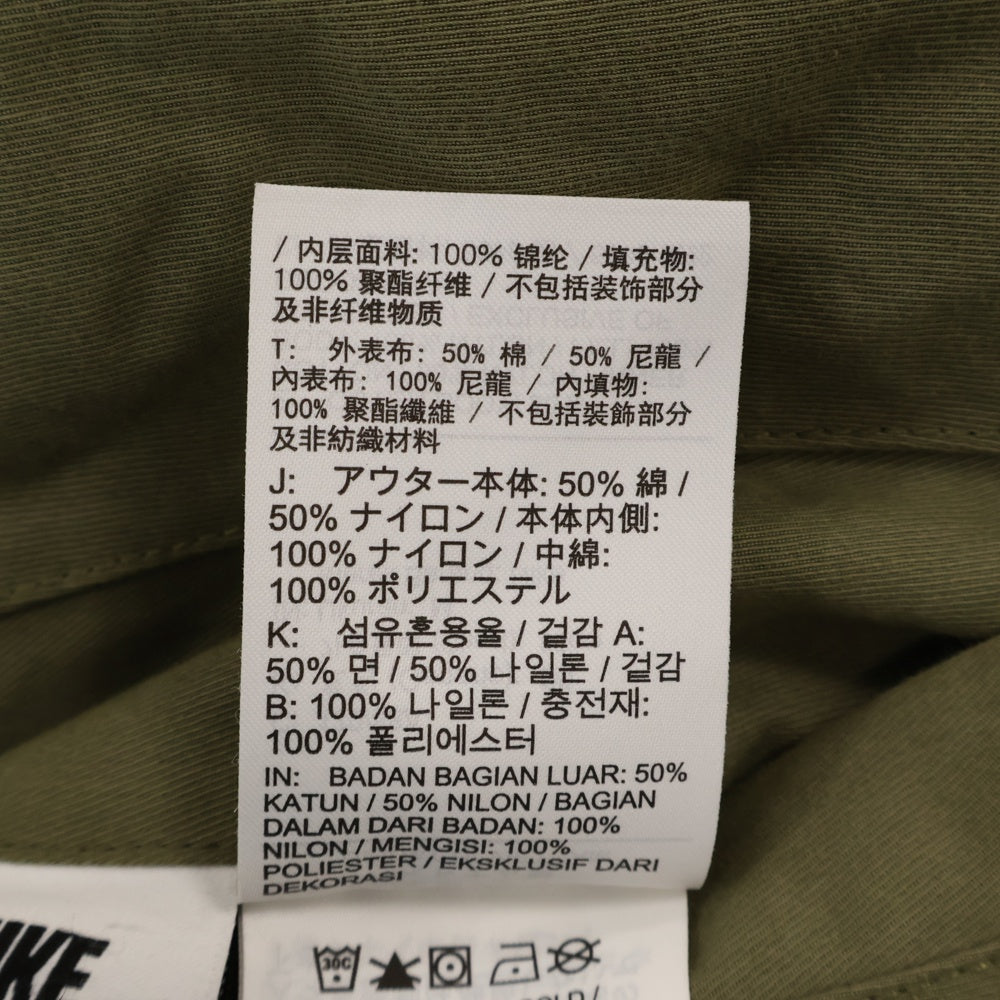 / 内层面料: 100% 锦纶 / 填充物:
100% 聚酯纤维 / 不包括装饰部分
及非纤维物质
T: 外表布: 50% 棉 / 50% 尼龍 /
內表布: 100% 尼龍 / 內填物:
100% 聚酯纖維 / 不包括裝飾部分
及非紡織材料
J: アウター本体: 50% 綿 /
50% ナイロン / 本体内側:
100% ナイロン / 中綿:
100% ポリエステル
K: 섬유혼용율 / 겉감 A:
50% 면 / 50% 나일론 / 겉감
B: 100% 나일론 / 충전재:
100% 폴리에스터
IN: BADAN BAGIAN LUAR: 50%
KATUN / 50% NILON / BAGIAN
DALAM DARI BADAN: 100%
NILON / MENGISI: 100%
POLIESTER / EKSKLUSIF DARI
DEKORASI
IKE
30C
COLD /